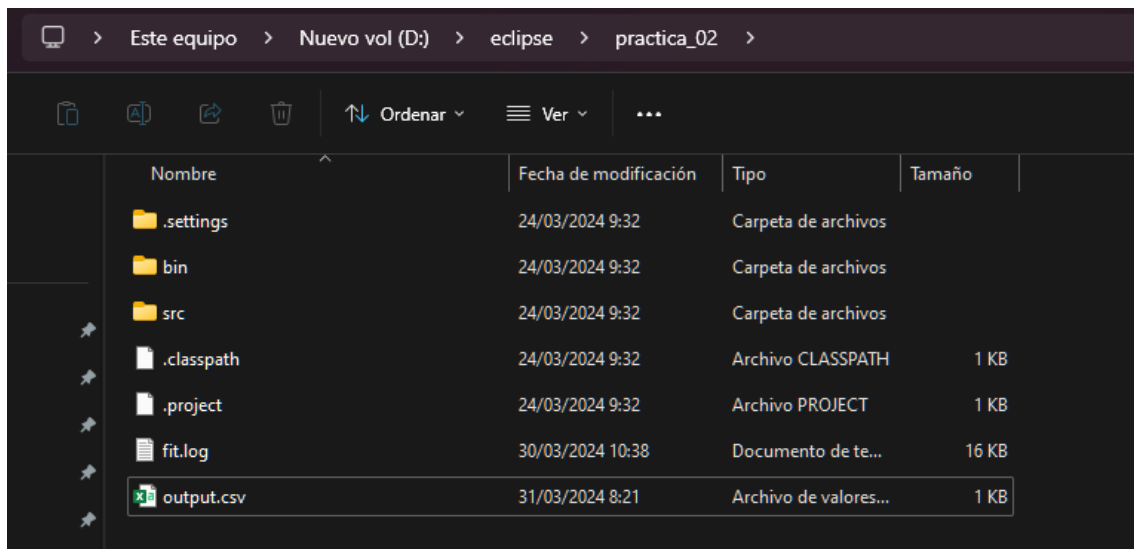 Este equipo > Nuevo vol (D:) > eclipse > practica_02 >
Ordenar Ver ...
Nombre Fecha de modificación Tipo Tamaño
.settings 24/03/2024 9:32 Carpeta de archivos
bin 24/03/2024 9:32 Carpeta de archivos
src 24/03/2024 9:32 Carpeta de archivos
.classpath 24/03/2024 9:32 Archivo CLASSPATH 1 KB
.project 24/03/2024 9:32 Archivo PROJECT 1 KB
fit.log 30/03/2024 10:38 Documento de te... 16 KB
output.csv 31/03/2024 8:21 Archivo de valores... 1 KB